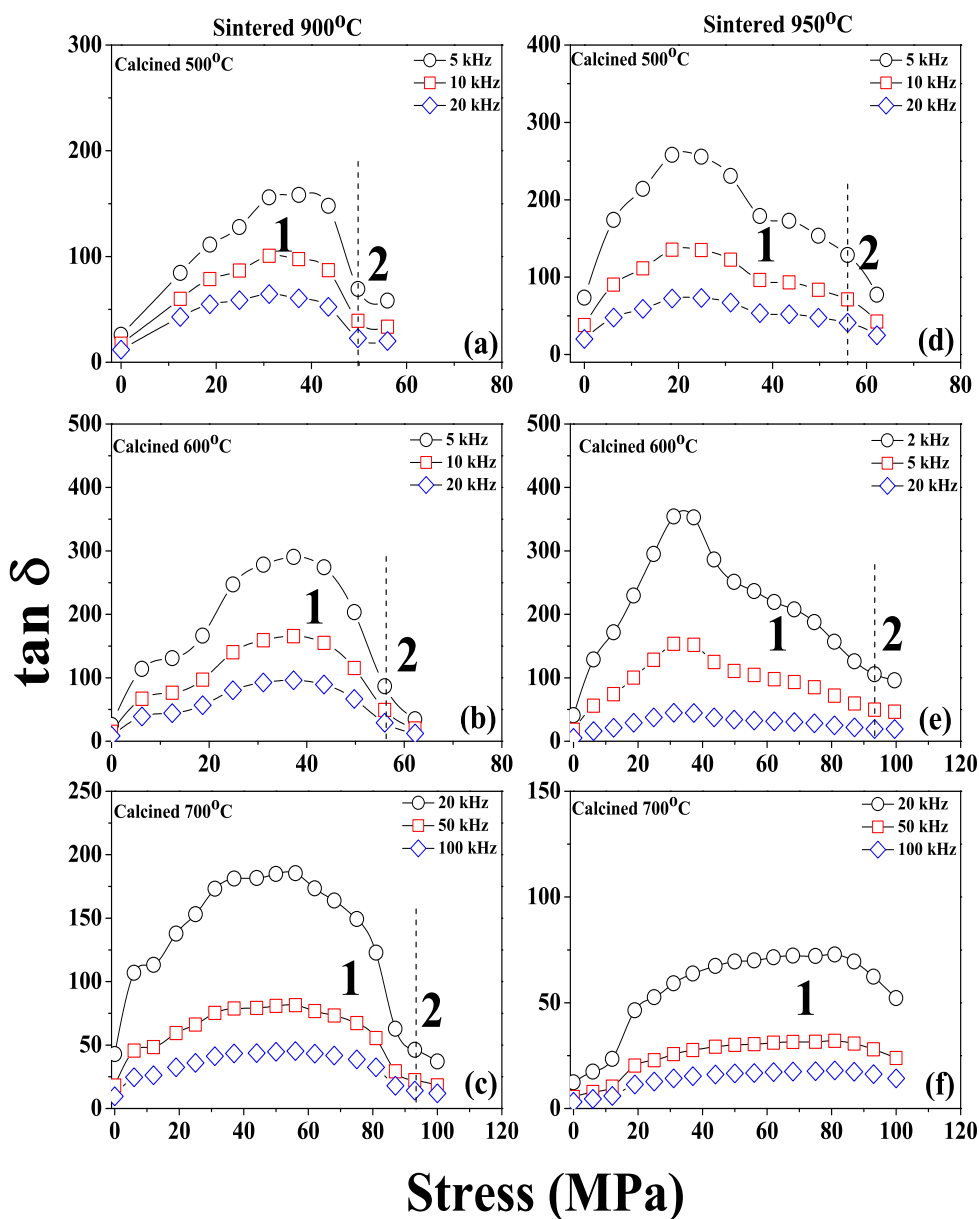 Sintered 900°C
Sintered 950°C
tan δ
300
200
100
0
0 20 40 60 80
Calcined 500°C
5 kHz
10 kHz
20 kHz
1
2
(a)
400
300
200
100
0
0 20 40 60 80
Calcined 500°C
5 kHz
10 kHz
20 kHz
1
2
(d)
500
400
300
200
100
0
0 20 40 60 80
Calcined 600°C
5 kHz
10 kHz
20 kHz
1
2
(b)
500
400
300
200
100
0
0 20 40 60 80 100 120
Calcined 600°C
2 kHz
5 kHz
20 kHz
1
2
(e)
250
200
150
100
50
0
0 20 40 60 80 100 120
Calcined 700°C
20 kHz
50 kHz
100 kHz
1
2
(c)
150
100
50
0
0 20 40 60 80 100 120
Calcined 700°C
20 kHz
50 kHz
100 kHz
1
(f)
Stress (MPa)